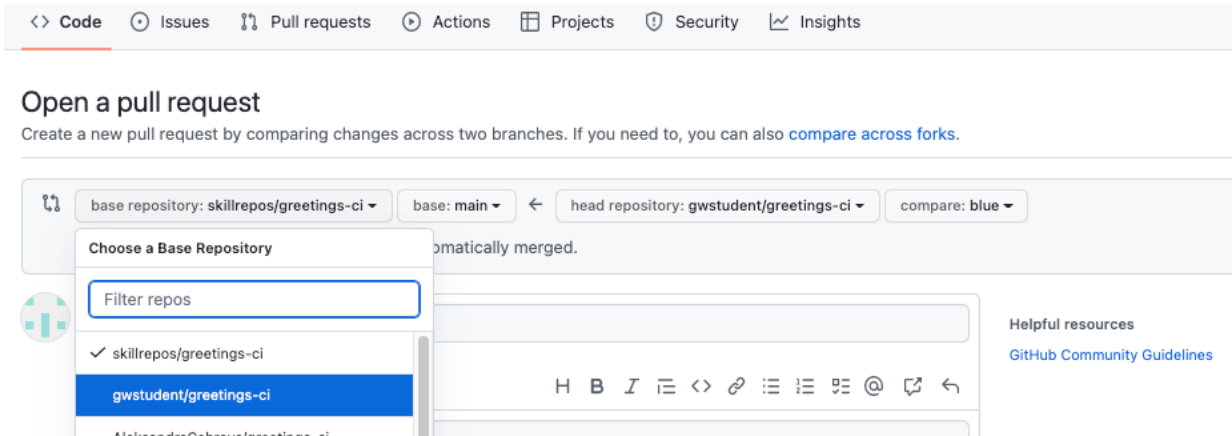 Code Issues Pull requests Actions Projects Security Insights
Open a pull request
Create a new pull request by comparing changes across two branches. If you need to, you can also compare across forks.
base repository: skillrepos/greetings-ci base: main head repository: gwstudent/greetings-ci compare: blue
Choose a Base Repository
omatically merged.
Filter repos
skillrepos/greetings-ci
gwstudent/greetings-ci
Helpful resources
GitHub Community Guidelines